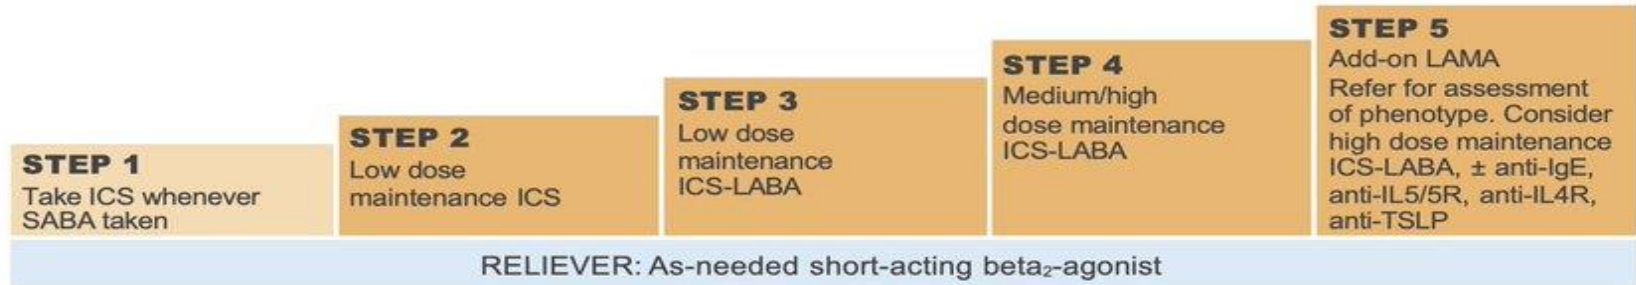 STEP 1
Take ICS whenever
SABA taken
STEP 2
Low dose
maintenance ICS
STEP 3
Low dose
maintenance
ICS-LABA
STEP 4
Medium/high
dose maintenance
ICS-LABA
STEP 5
Add-on LAMA
Refer for assessment
of phenotype. Consider
high dose maintenance
ICS-LABA, ± anti-IgE,
anti-IL5/5R, anti-IL4R,
anti-TSLP
RELIEVER: As-needed short-acting beta₂-agonist